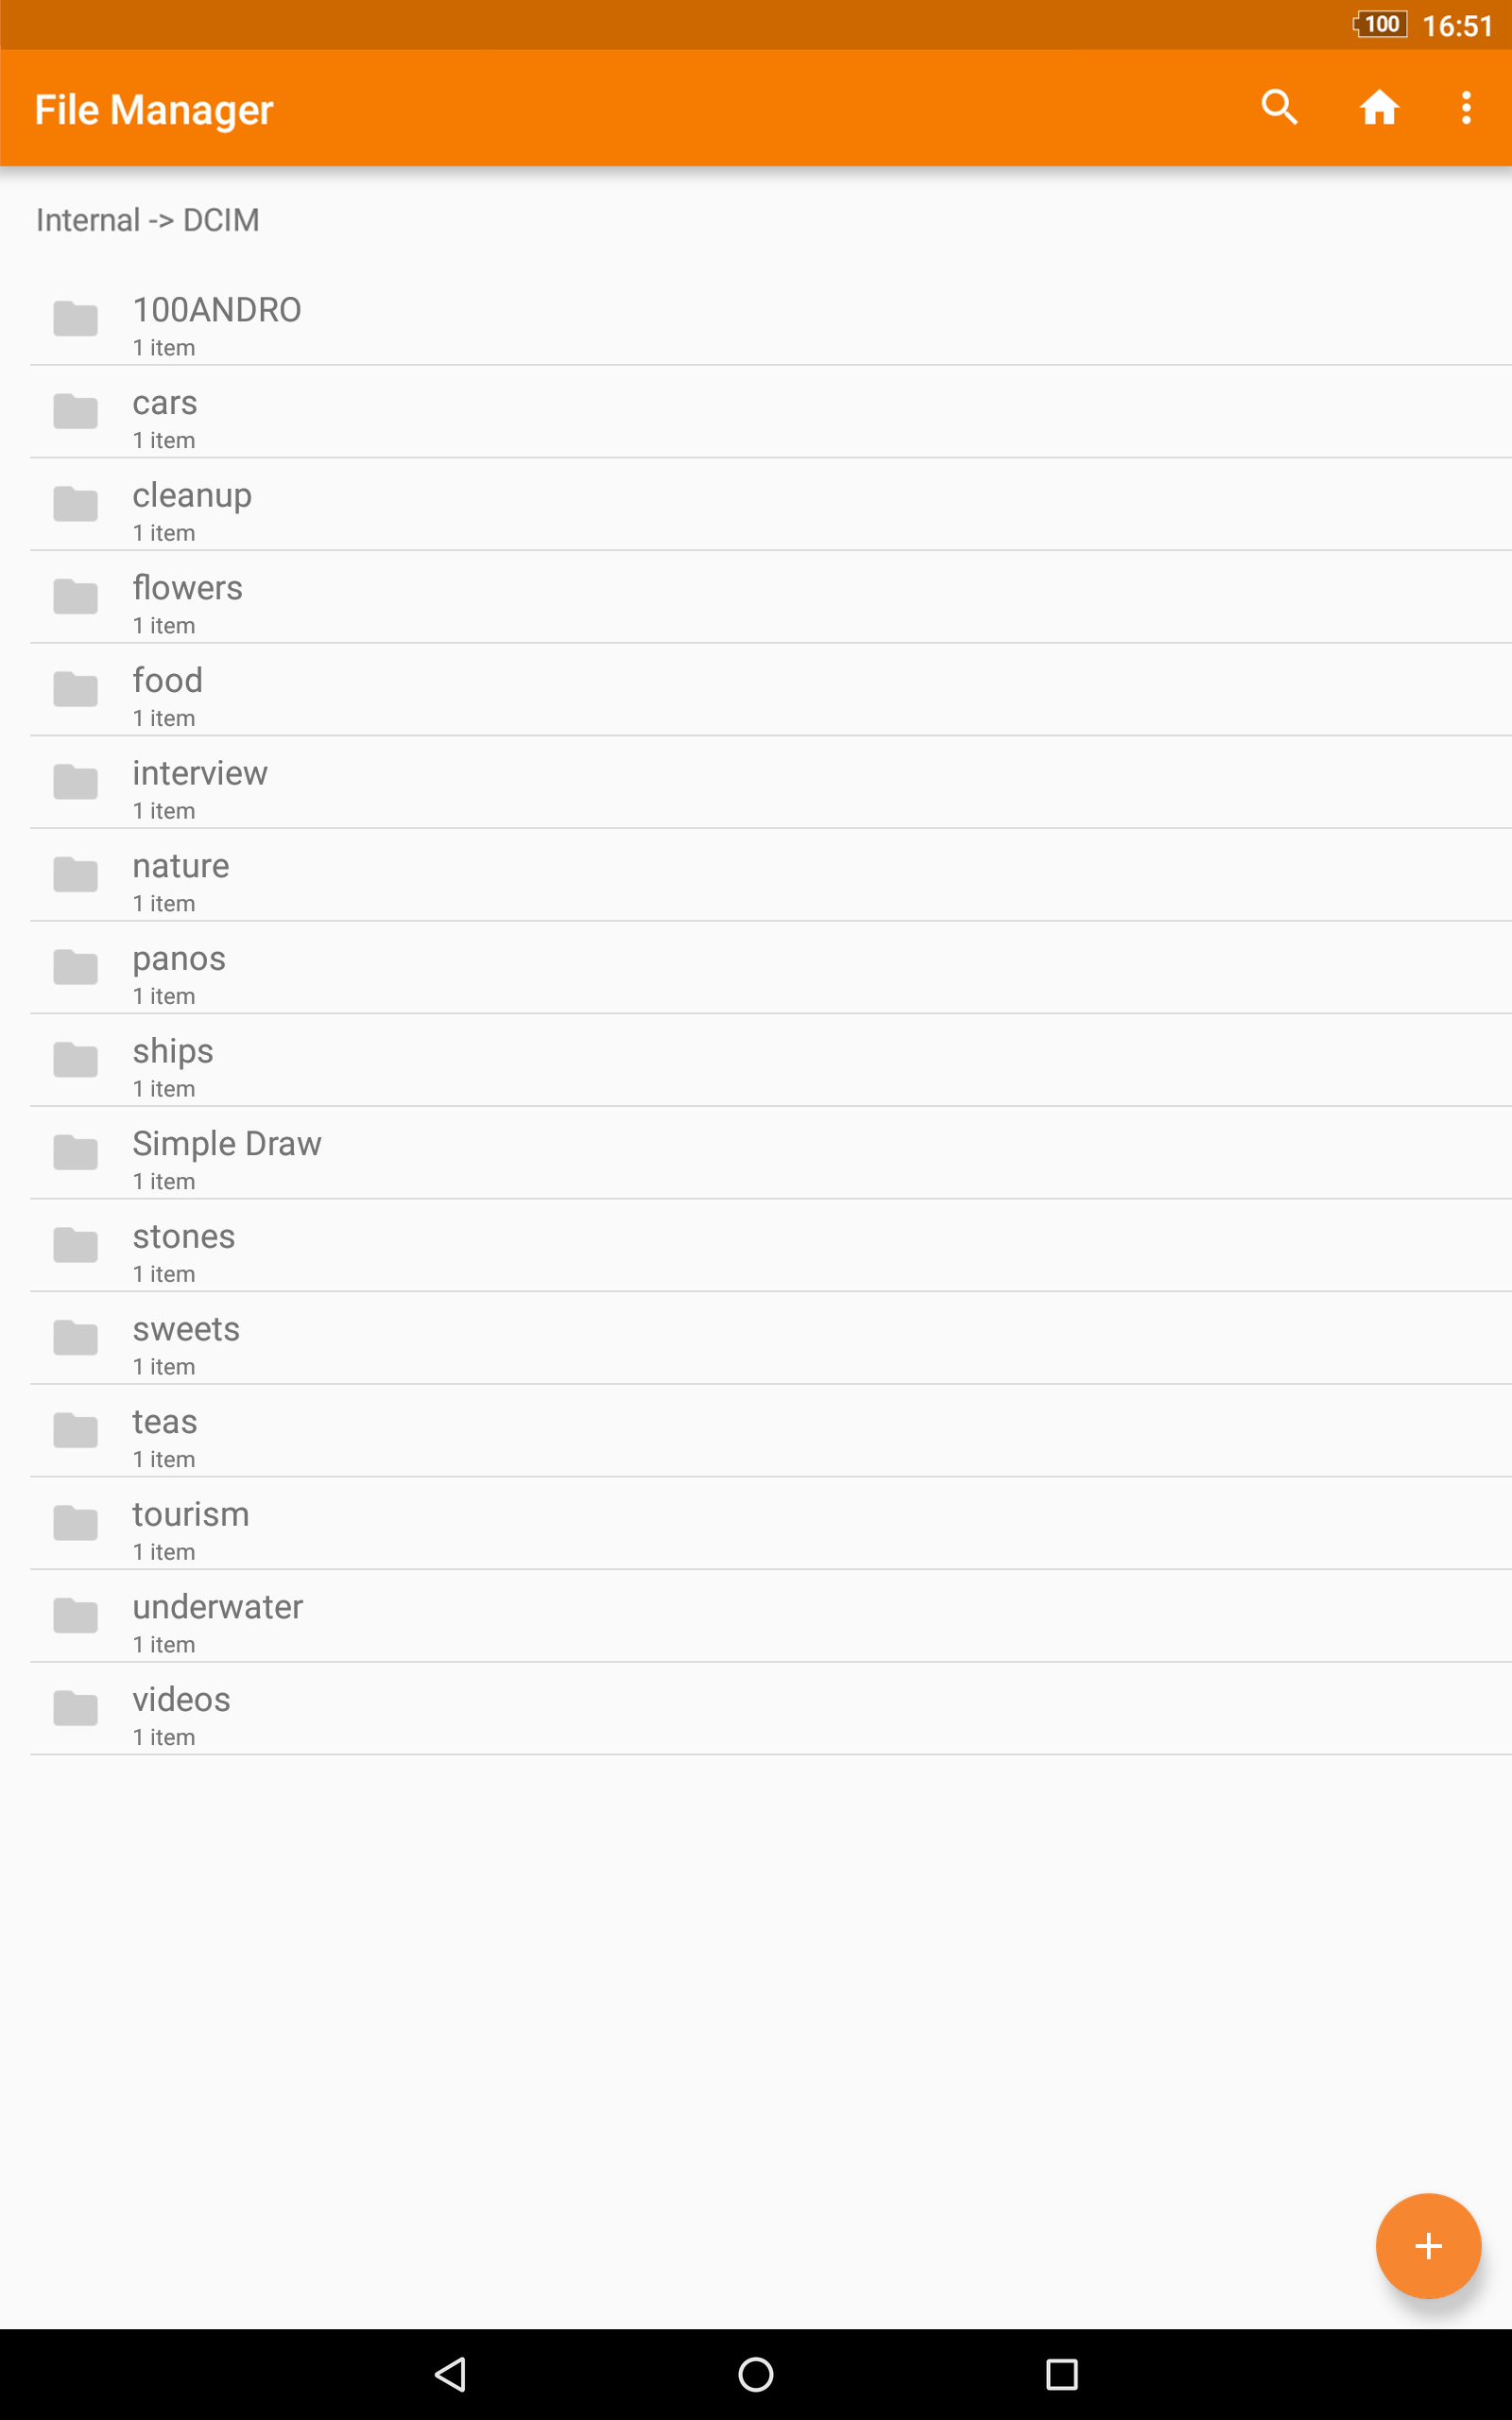 100 16:51
File Manager
Internal -> DCIM
100ANDRO
1 item
cars
1 item
cleanup
1 item
flowers
1 item
food
1 item
interview
1 item
nature
1 item
panos
1 item
ships
1 item
Simple Draw
1 item
stones
1 item
sweets
1 item
teas
1 item
tourism
1 item
underwater
1 item
videos
1 item